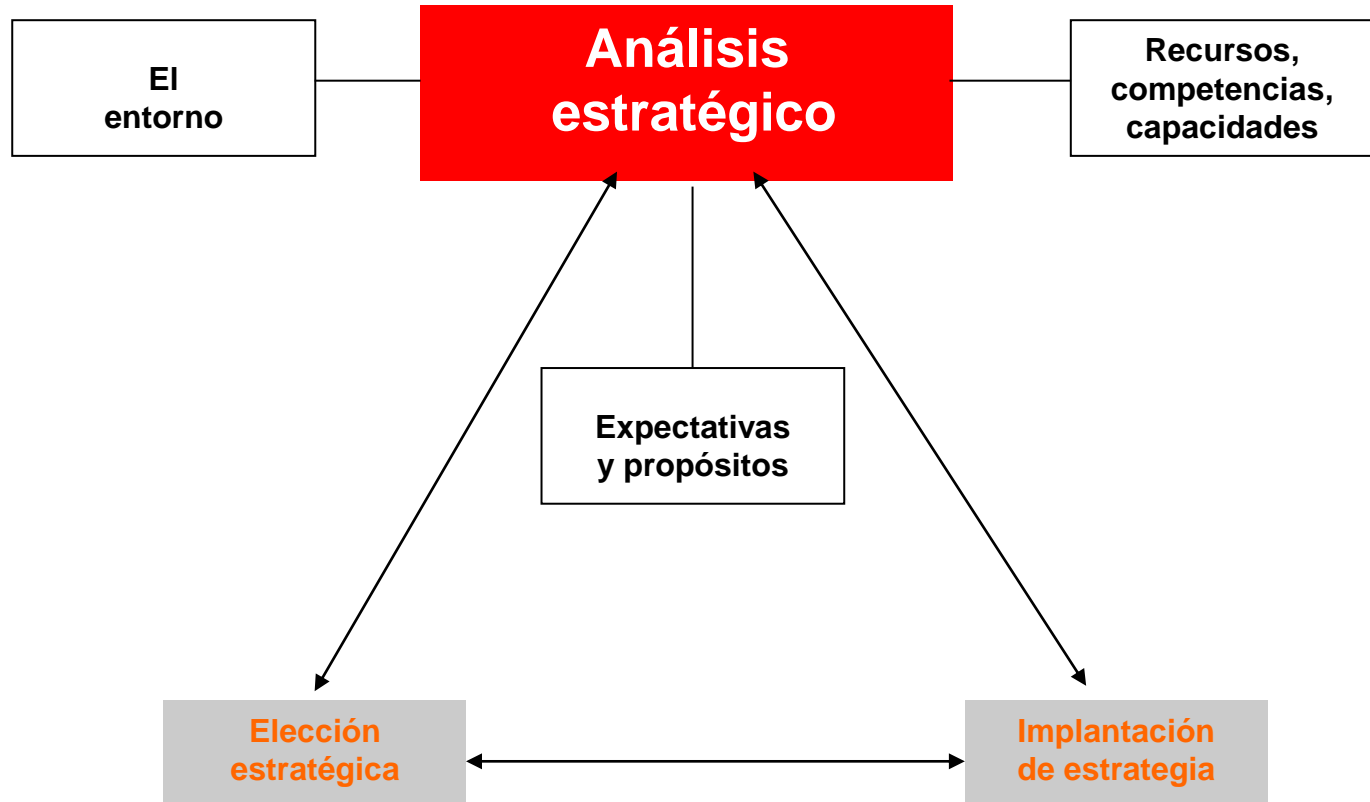 El
entorno
Análisis
estratégico
Recursos,
competencias,
capacidades
Expectativas
y propósitos
Elección
estratégica
Implantación
de estrategia